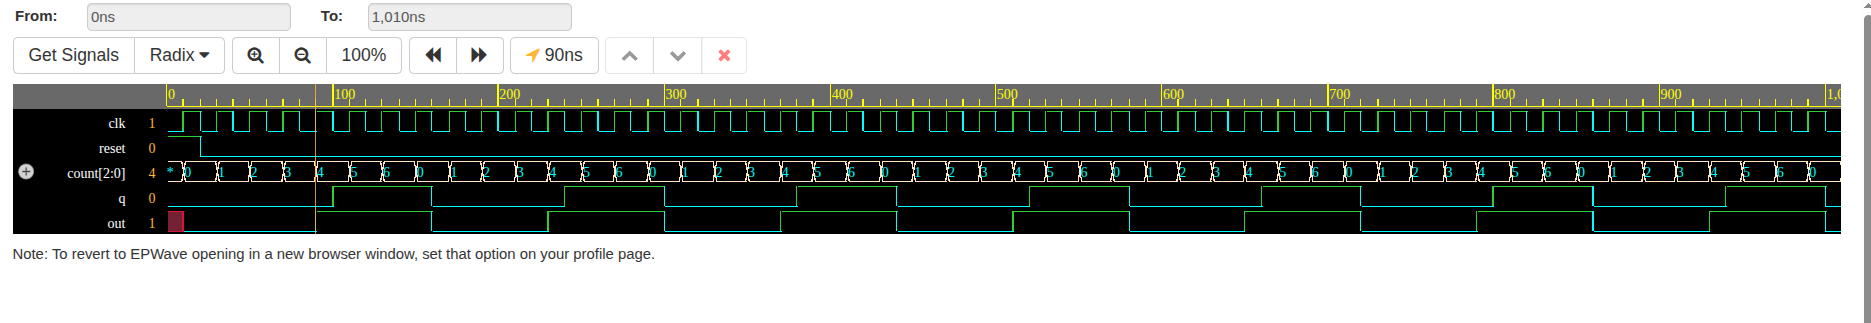 From: 0ns To: 1,010ns
Get Signals Radix 100% 90ns
0 100 200 300 400 500 600 700 800 900 1,0
clk 1
reset 0
count[2:0] 4 * 0 1 2 3 4 5 6 0 1 2 3 4 5 6 0 1 2 3 4 5 6 0 1 2 3 4 5 6 0 1 2 3 4 5 6 0 1 2 3 4 5 6 0 1 2 3 4 5 6 0
q 0
out 1
Note: To revert to EPWave opening in a new browser window, set that option on your profile page.